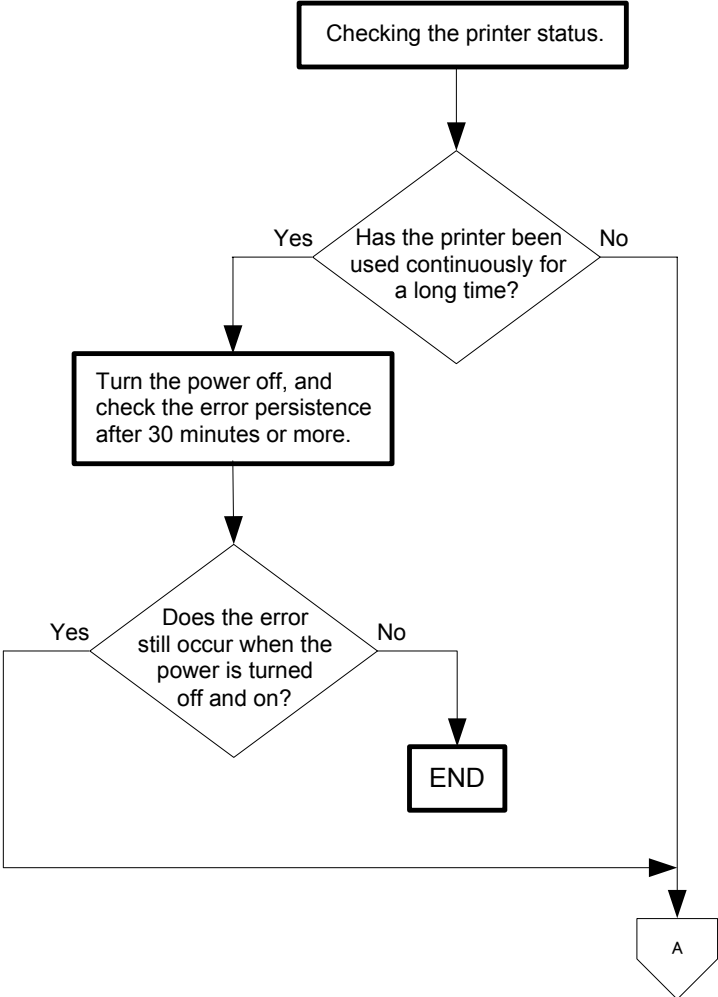 Checking the printer status.
Yes
Has the printer been
used continuously for
a long time?
No
Turn the power off, and
check the error persistence
after 30 minutes or more.
Yes
Does the error
still occur when the
power is turned
off and on?
No
END
A